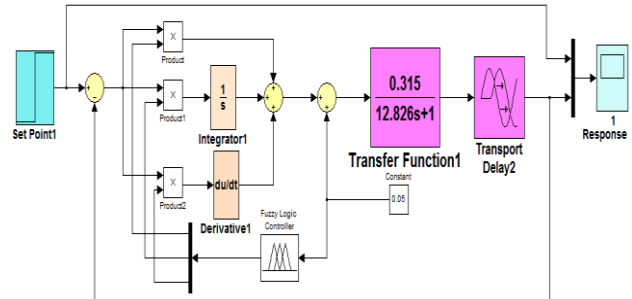 Set Point1
×
Product
×
Product1
×
Product2
1
s
Integrator1
du/dt
Derivative1
0.315
12.826s+1
Transfer Function1
Transport
Delay2
1
Response
Constant
0.05
Fuzzy Logic
Controller